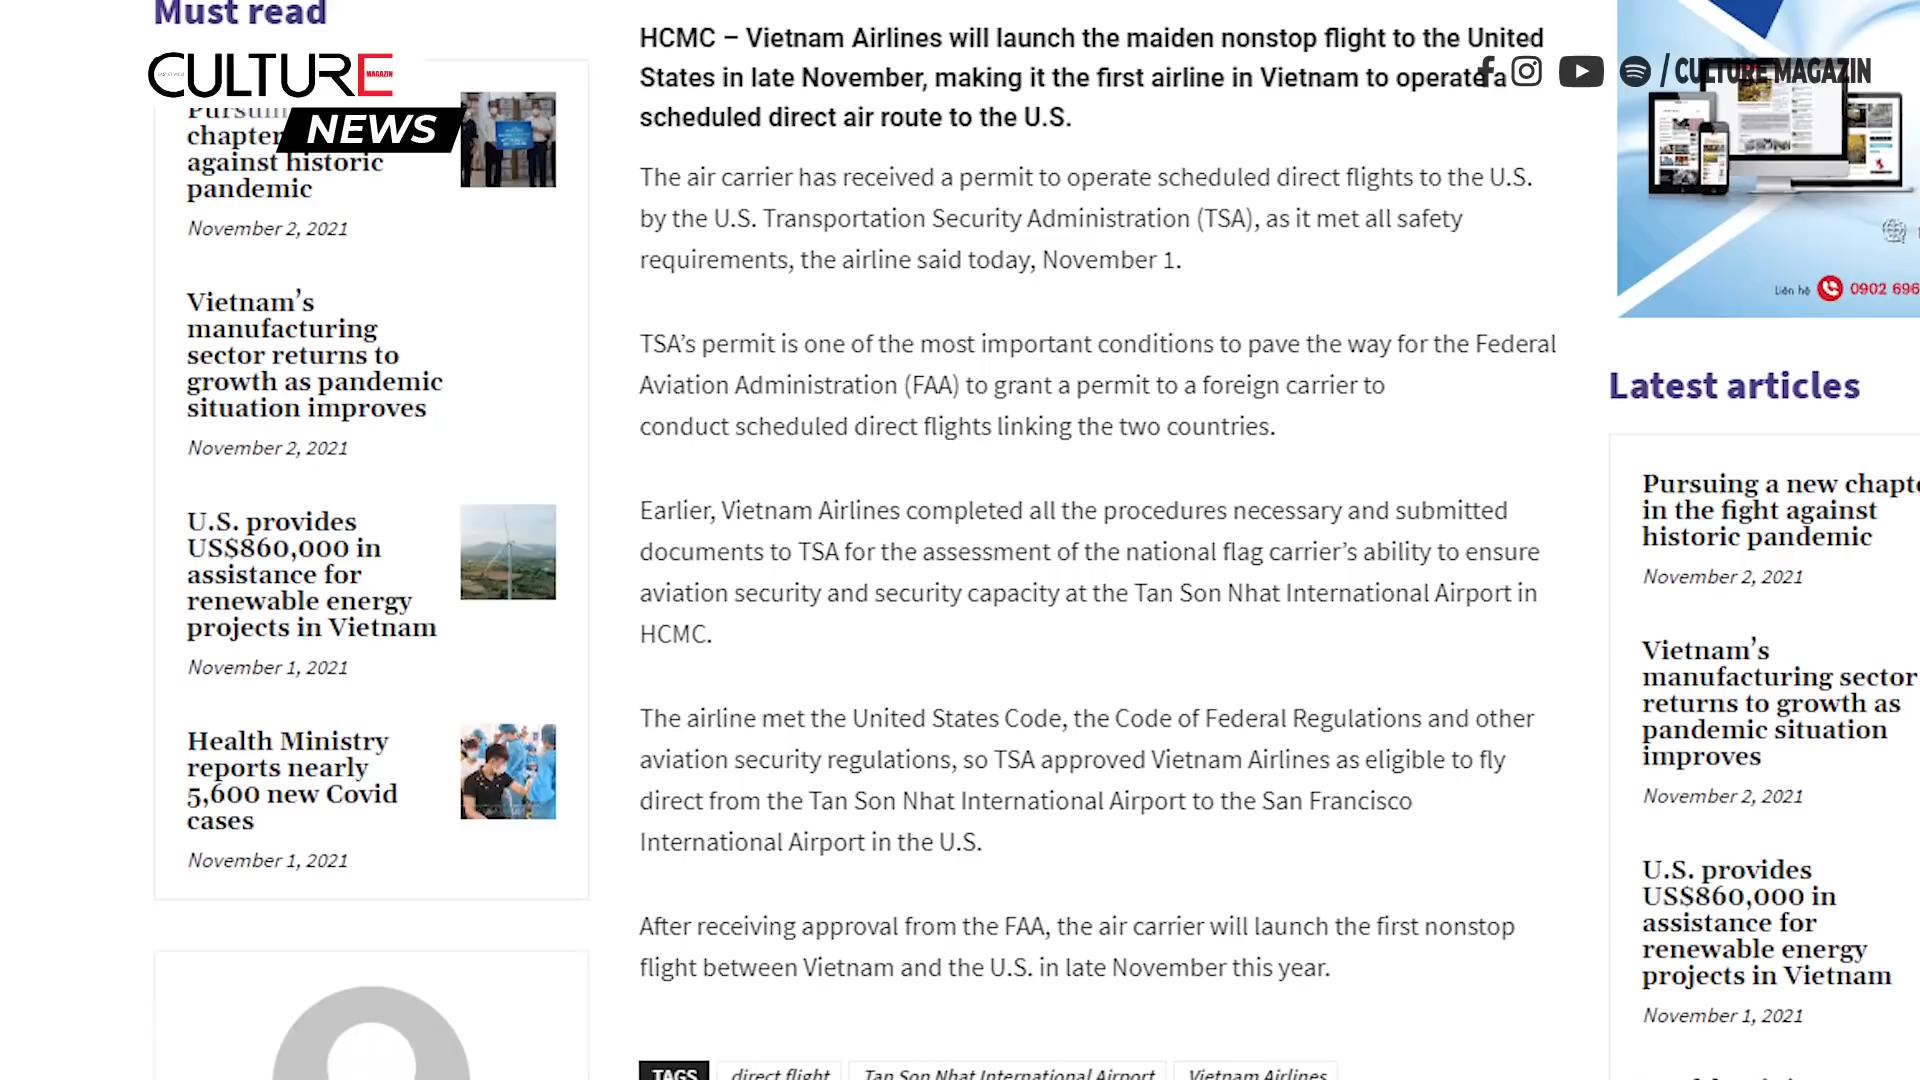 Must read
CULTURE
MAGAZIN
NEWS
chapter
against historic
pandemic
November 2, 2021
Vietnam’s
manufacturing
sector returns to
growth as pandemic
situation improves
November 2, 2021
U.S. provides
US$860,000 in
assistance for
renewable energy
projects in Vietnam
November 1, 2021
Health Ministry
reports nearly
5,600 new Covid
cases
November 1, 2021
HCMC – Vietnam Airlines will launch the maiden nonstop flight to the United
States in late November, making it the first airline in Vietnam to operate a
scheduled direct air route to the U.S.
The air carrier has received a permit to operate scheduled direct flights to the U.S.
by the U.S. Transportation Security Administration (TSA), as it met all safety
requirements, the airline said today, November 1.
TSA’s permit is one of the most important conditions to pave the way for the Federal
Aviation Administration (FAA) to grant a permit to a foreign carrier to
conduct scheduled direct flights linking the two countries.
Earlier, Vietnam Airlines completed all the procedures necessary and submitted
documents to TSA for the assessment of the national flag carrier’s ability to ensure
aviation security and security capacity at the Tan Son Nhat International Airport in
HCMC.
The airline met the United States Code, the Code of Federal Regulations and other
aviation security regulations, so TSA approved Vietnam Airlines as eligible to fly
direct from the Tan Son Nhat International Airport to the San Francisco
International Airport in the U.S.
After receiving approval from the FAA, the air carrier will launch the first nonstop
flight between Vietnam and the U.S. in late November this year.
TAGS direct flight Tan Son Nhat International Airport Vietnam Airlines
/ CULTURE MAGAZIN
Liên hệ 0902 696
Latest articles
Pursuing a new chapte
in the fight against
historic pandemic
November 2, 2021
Vietnam’s
manufacturing sector
returns to growth as
pandemic situation
improves
November 2, 2021
U.S. provides
US$860,000 in
assistance for
renewable energy
projects in Vietnam
November 1, 2021